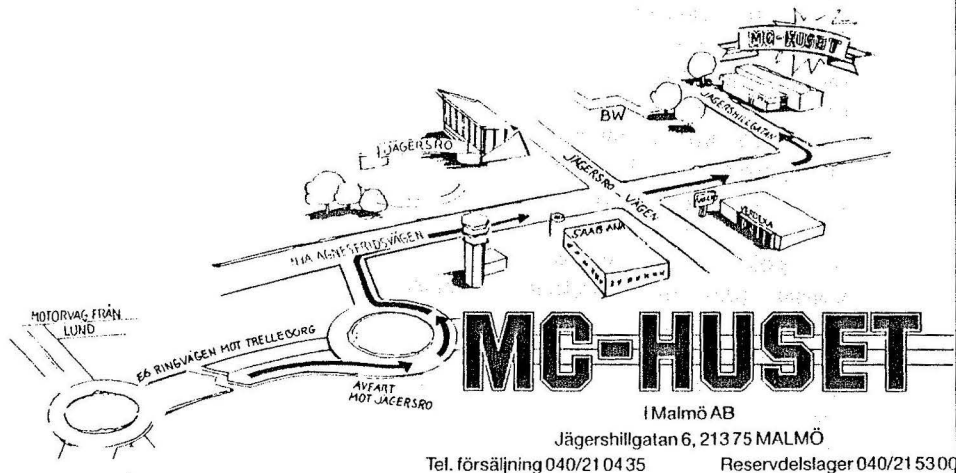 MC-HUSET
JÄGERSHILLGATAN
BW
JÄGERSRO
JÄGERSRO-VÄGEN
NYA AGNESFRIDSVÄGEN
SAAB ANA
MOTORVÄG FRÅN
LUND
E6 RINGVÄGEN MOT TRELLEBORG
AVFART
MOT JÄGERSRO
MC-HUSET
I Malmö AB
Jägershillgatan 6, 213 75 MALMÖ
Tel. försäljning 040/21 04 35 Reservdelslager 040/21 53 00